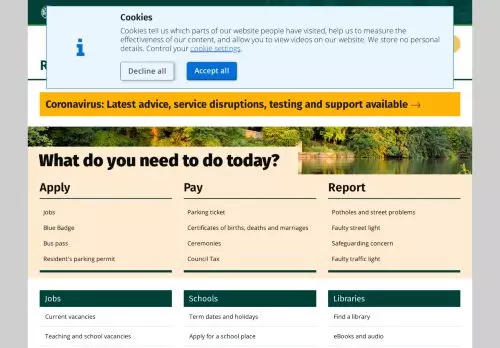 Cookies
Cookies tell us which parts of our website people have visited, help us to measure the
effectiveness of our content, and allow you to view videos on our website. We store no personal
details. Control your cookie settings.
Decline all
Accept all
R
Coronavirus: Latest advice, service disruptions, testing and support available →
What do you need to do today?
Apply Pay Report
Jobs Parking ticket Potholes and street problems
Blue Badge Certificates of births, deaths and marriages Faulty street light
Bus pass Ceremonies Safeguarding concern
Resident's parking permit Council Tax Faulty traffic light
Jobs Schools Libraries
Current vacancies Term dates and holidays Find a library
Teaching and school vacancies Apply for a school place eBooks and audio